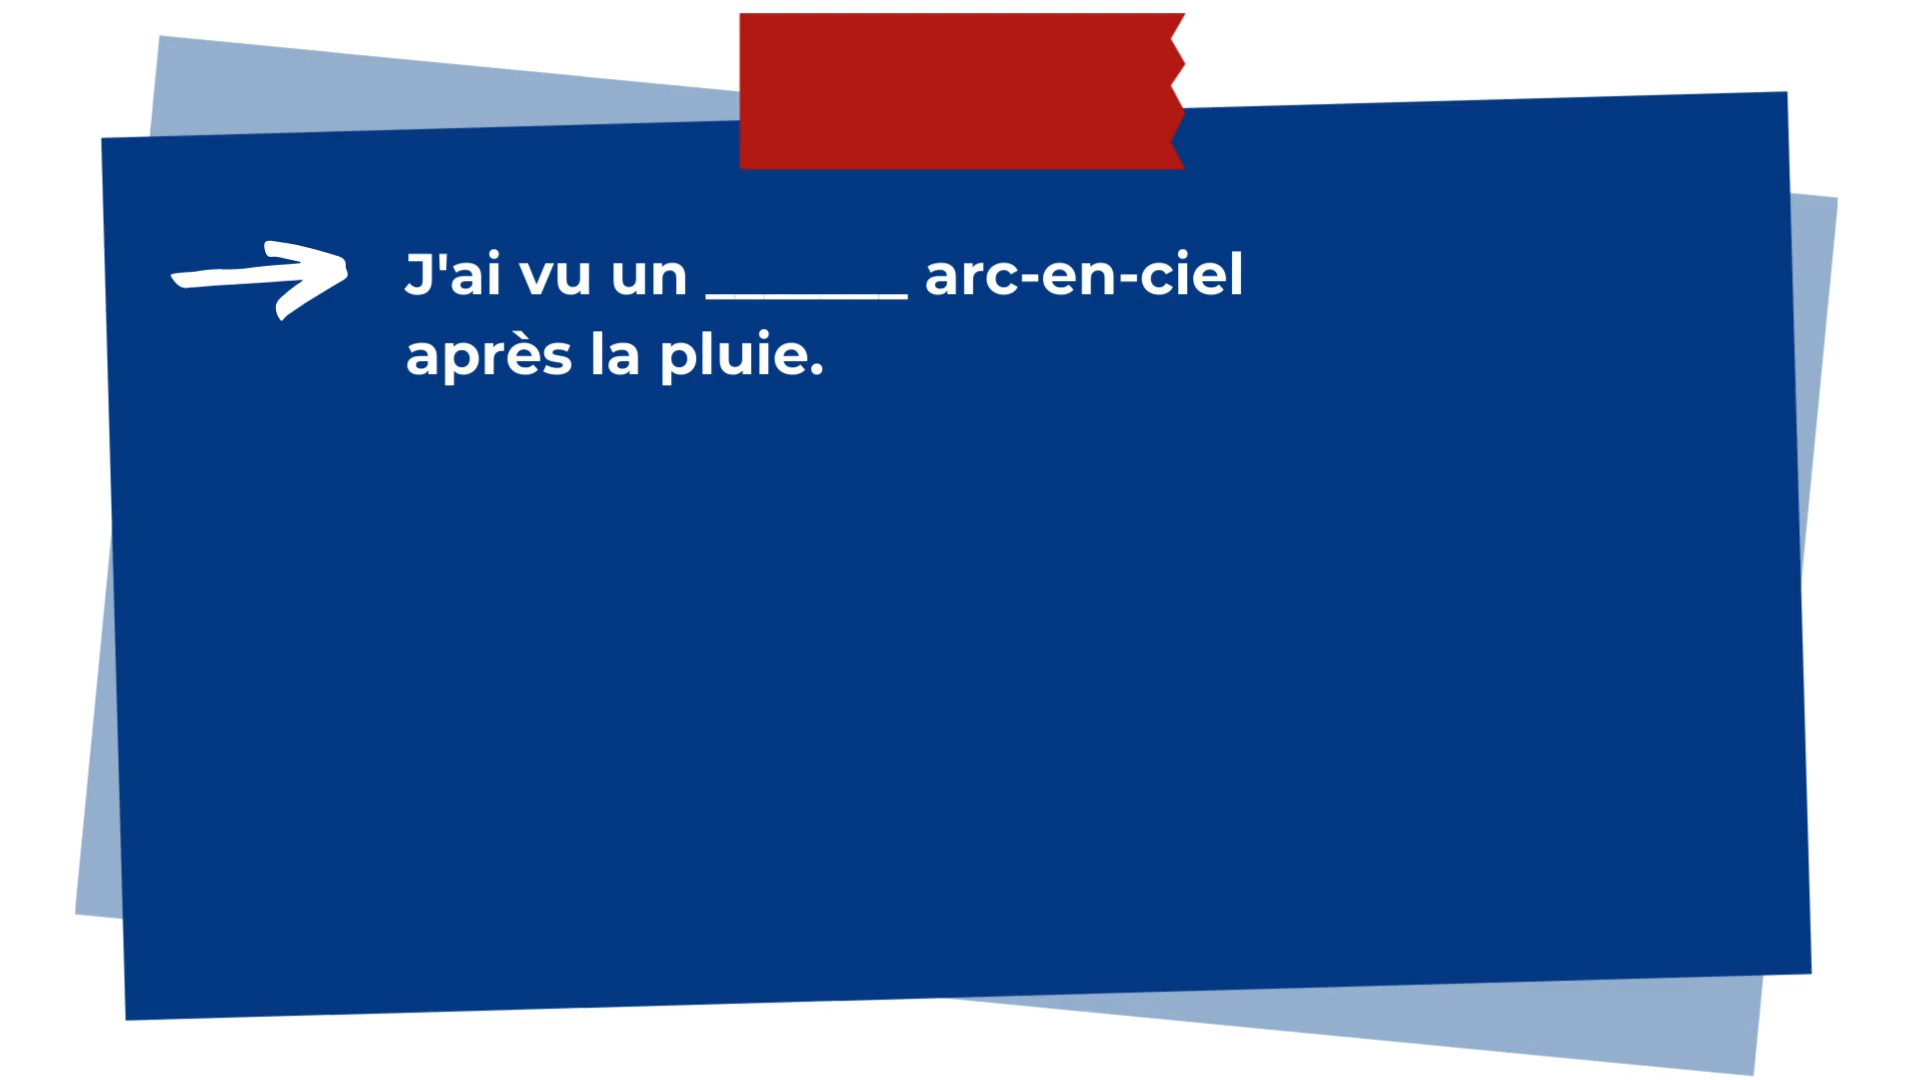 J'ai vu un _______ arc-en-ciel
après la pluie.